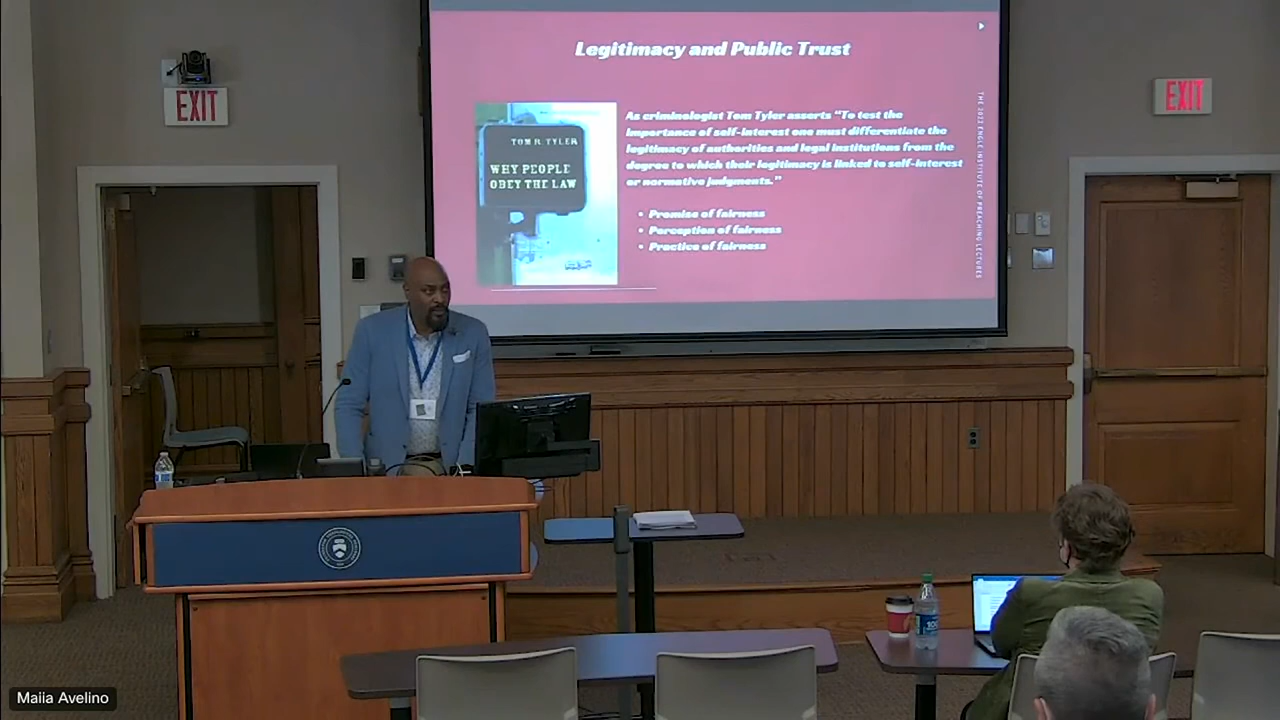 Legitimacy and Public Trust
EXIT
EXIT
TOM R. TYLER
WHY PEOPLE
OBEY THE LAW
As criminologist Tom Tyler asserts "To test the
importance of self-interest one must differentiate the
legitimacy of authorities and legal institutions from the
degree to which their legitimacy is linked to self-interest
or normative judgments."
• Promise of fairness
• Perception of fairness
• Practice of fairness
THE 2022 ENGLE INSTITUTE OF PREACHING LECTURES
Maiia Avelino